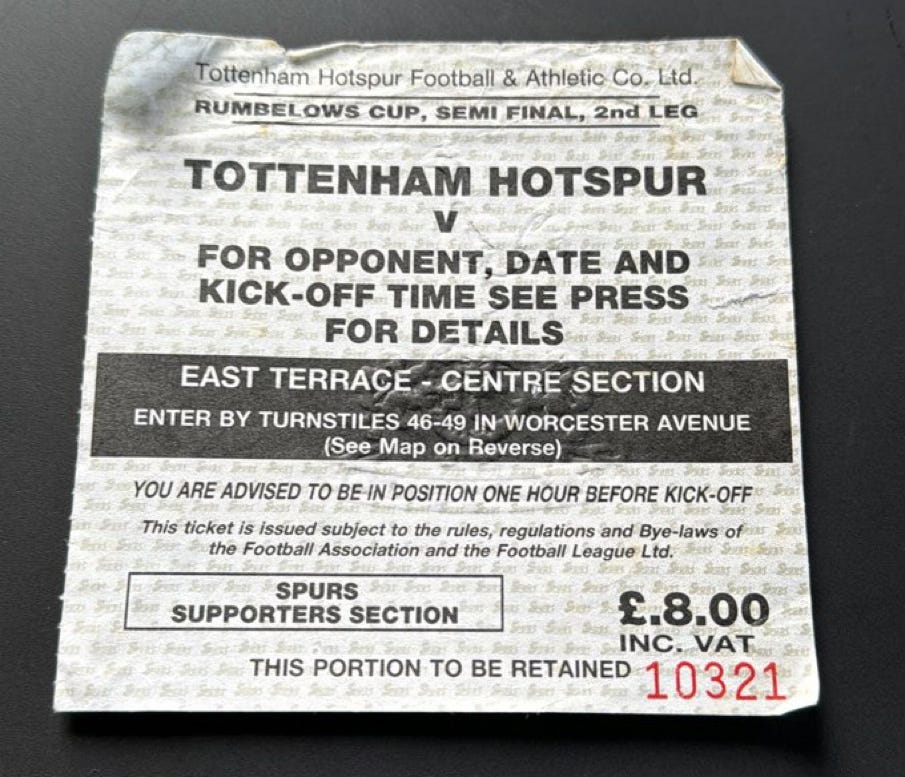 Tottenham Hotspur Football & Athletic Co. Ltd.
RUMBELOWS CUP, SEMI FINAL, 2nd LEG
TOTTENHAM HOTSPUR
V
FOR OPPONENT, DATE AND
KICK-OFF TIME SEE PRESS
FOR DETAILS
EAST TERRACE - CENTRE SECTION
ENTER BY TURNSTILES 46-49 IN WORCESTER AVENUE
(See Map on Reverse)
YOU ARE ADVISED TO BE IN POSITION ONE HOUR BEFORE KICK-OFF
This ticket is issued subject to the rules, regulations and Bye-laws of
the Football Association and the Football League Ltd.
SPURS
SUPPORTERS SECTION
£.8.00
INC. VAT
THIS PORTION TO BE RETAINED 10321